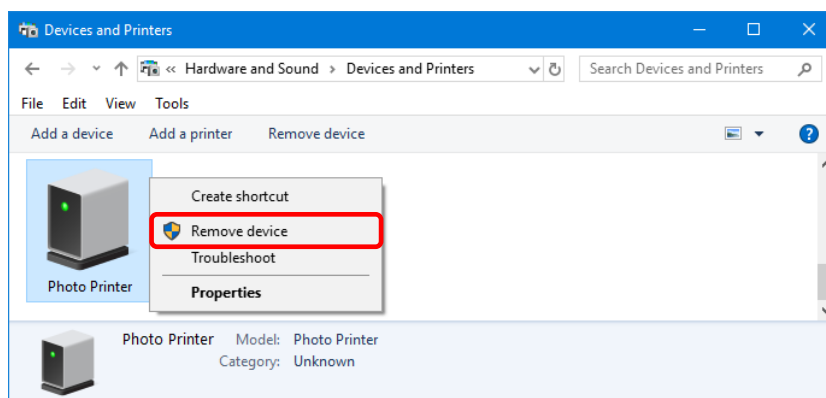 Devices and Printers
« Hardware and Sound > Devices and Printers Search Devices and Printers
File Edit View Tools
Add a device Add a printer Remove device ?
Create shortcut
Remove device
Troubleshoot
Photo Printer Properties
Photo Printer Model: Photo Printer
Category: Unknown